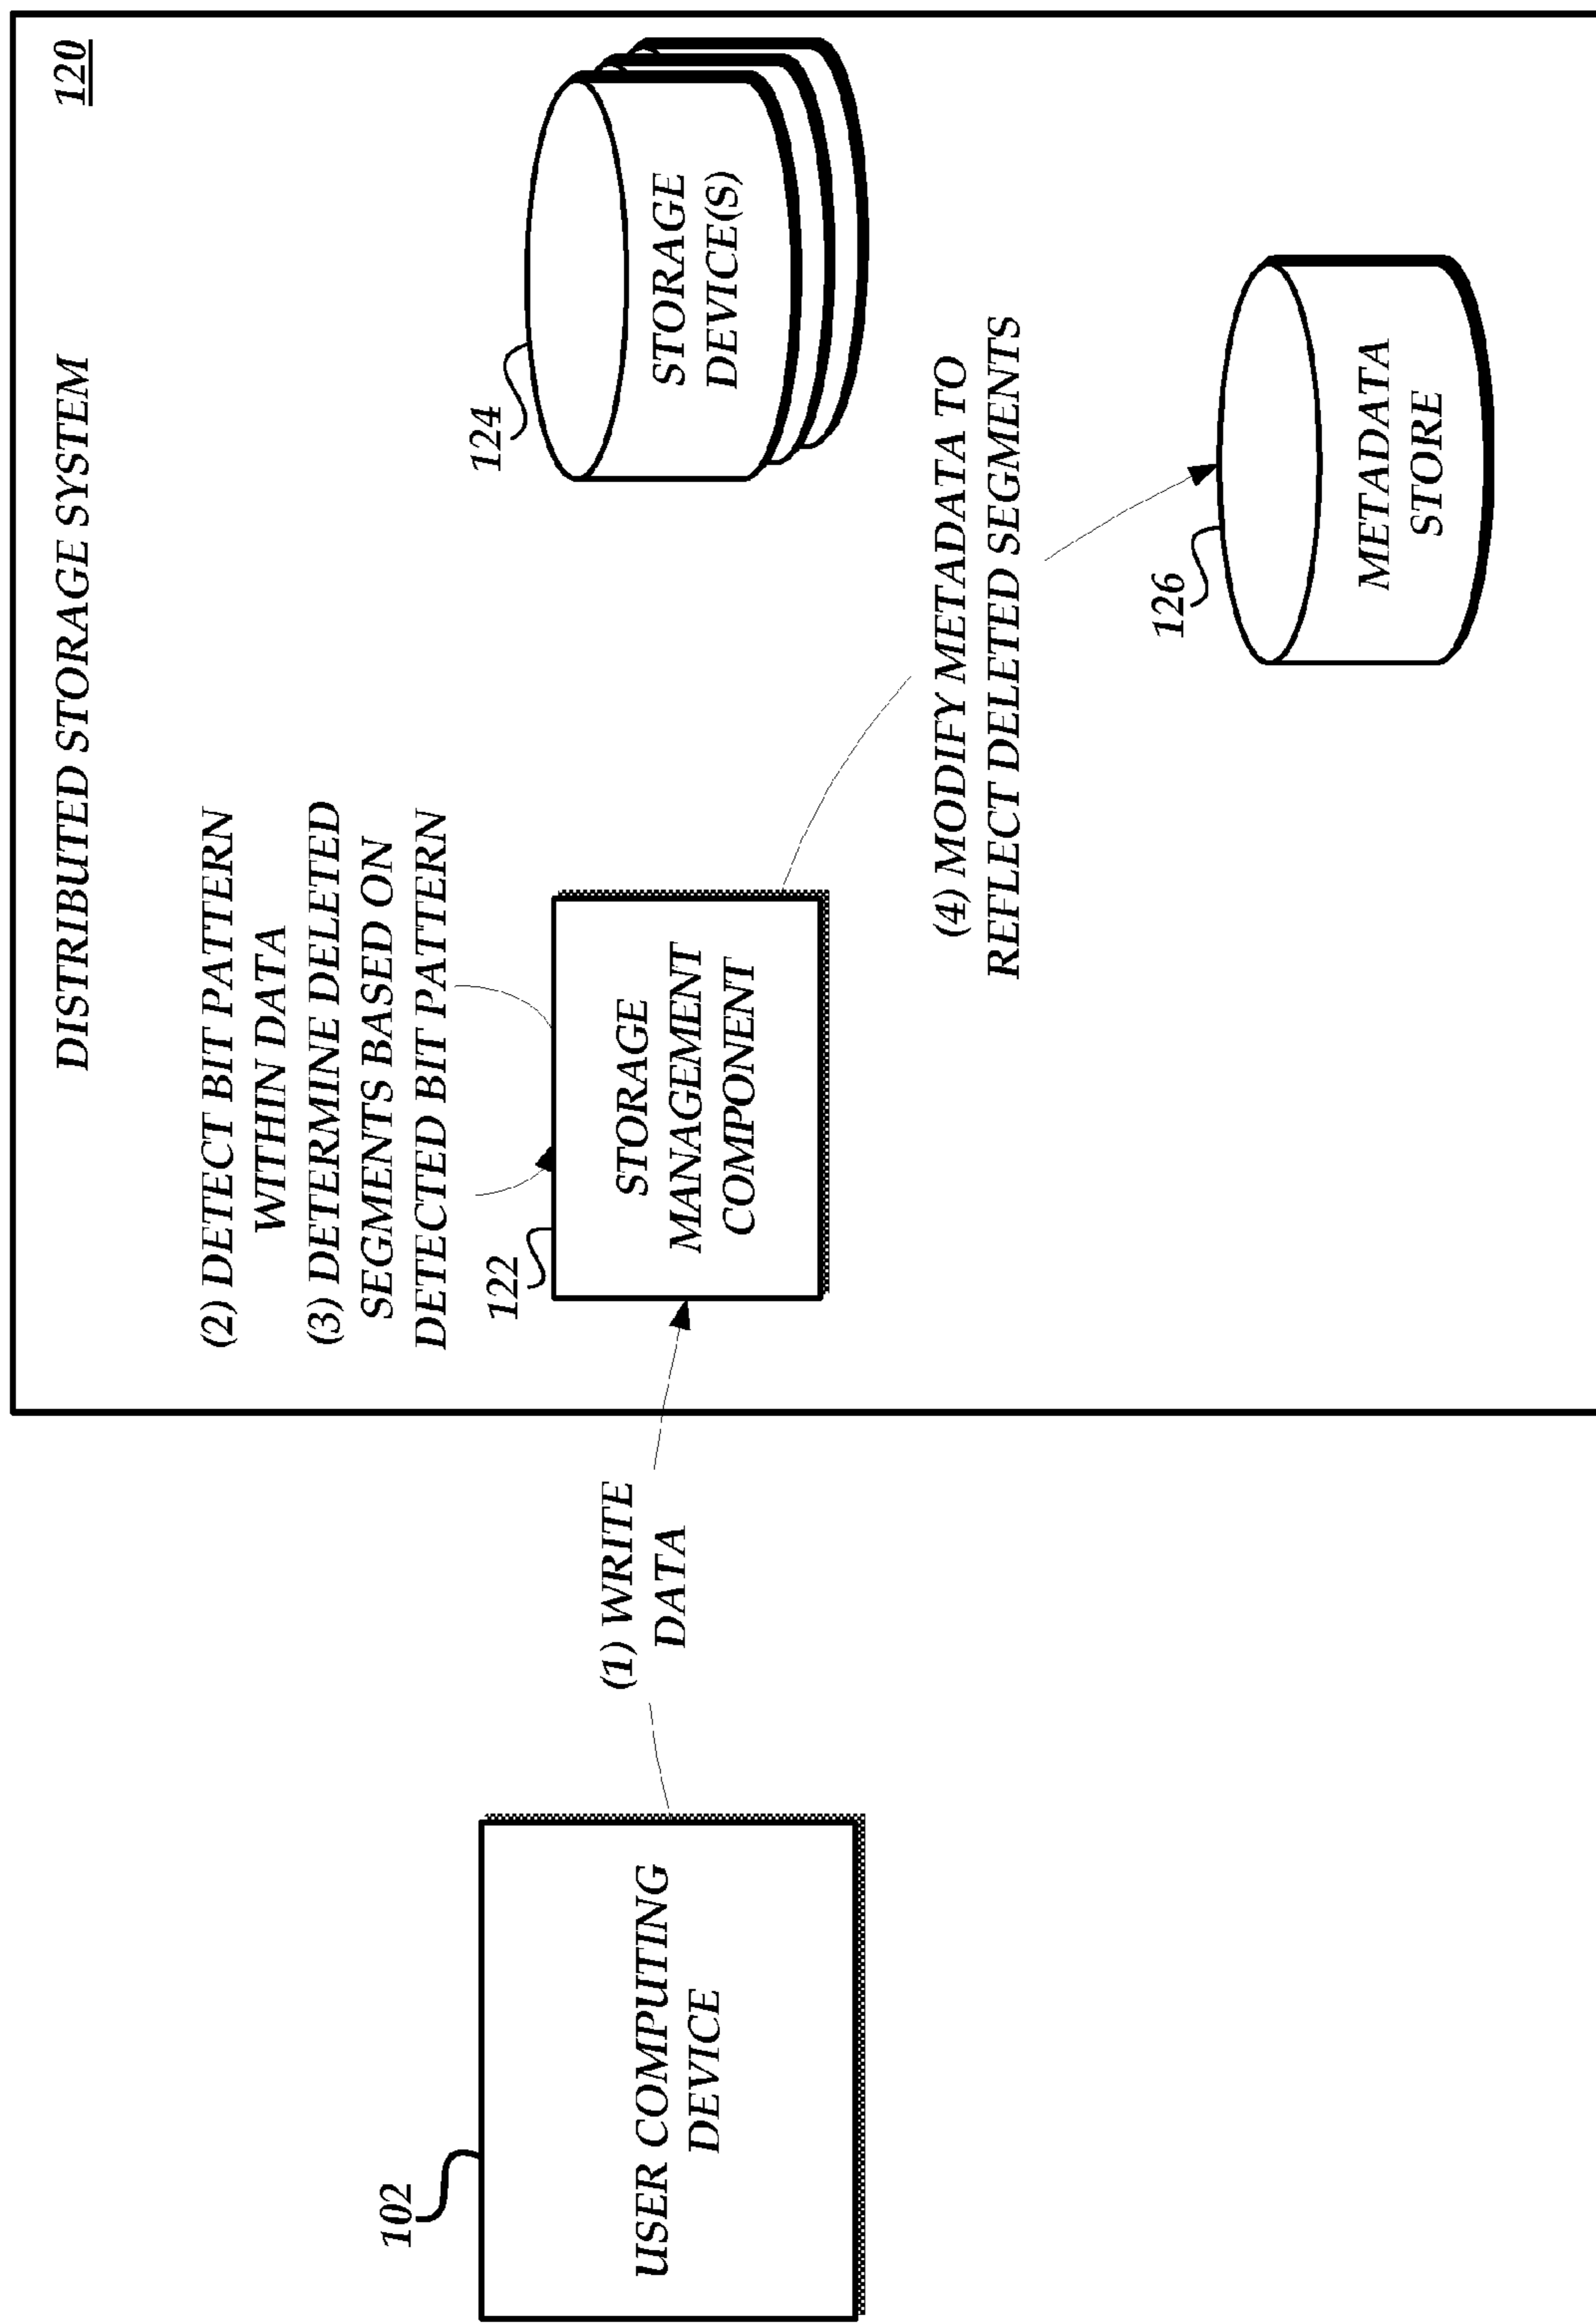 DISTRIBUTED STORAGE SYSTEM
120
(2) DETECT BIT PATTERN
WITHIN DATA
(3) DETERMINE DELETED
SEGMENTS BASED ON
DETECTED BIT PATTERN
102
USER COMPUTING
DEVICE
(1) WRITE
DATA
122
STORAGE
MANAGEMENT
COMPONENT
124
STORAGE
DEVICE(S)
(4) MODIFY METADATA TO
REFLECT DELETED SEGMENTS
126
METADATA
STORE